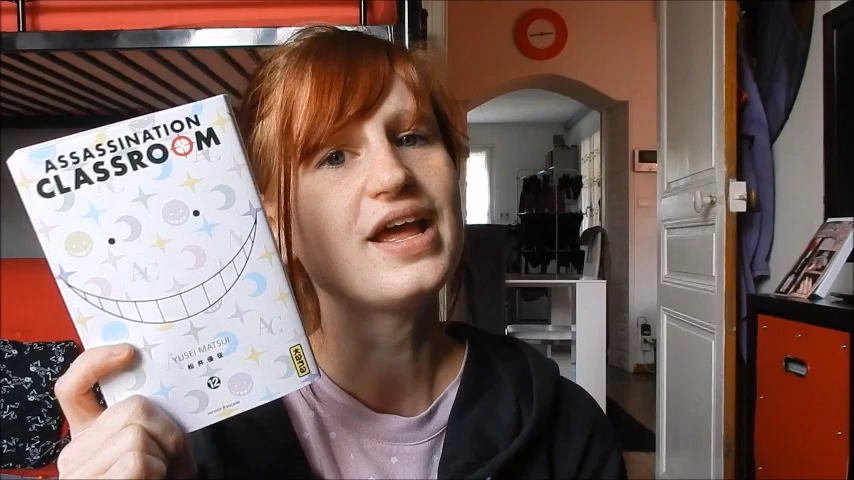 ASSASSINATION
CLASSROOM
AC
AC
YUSEI MATSUI
松井優征
12
kana